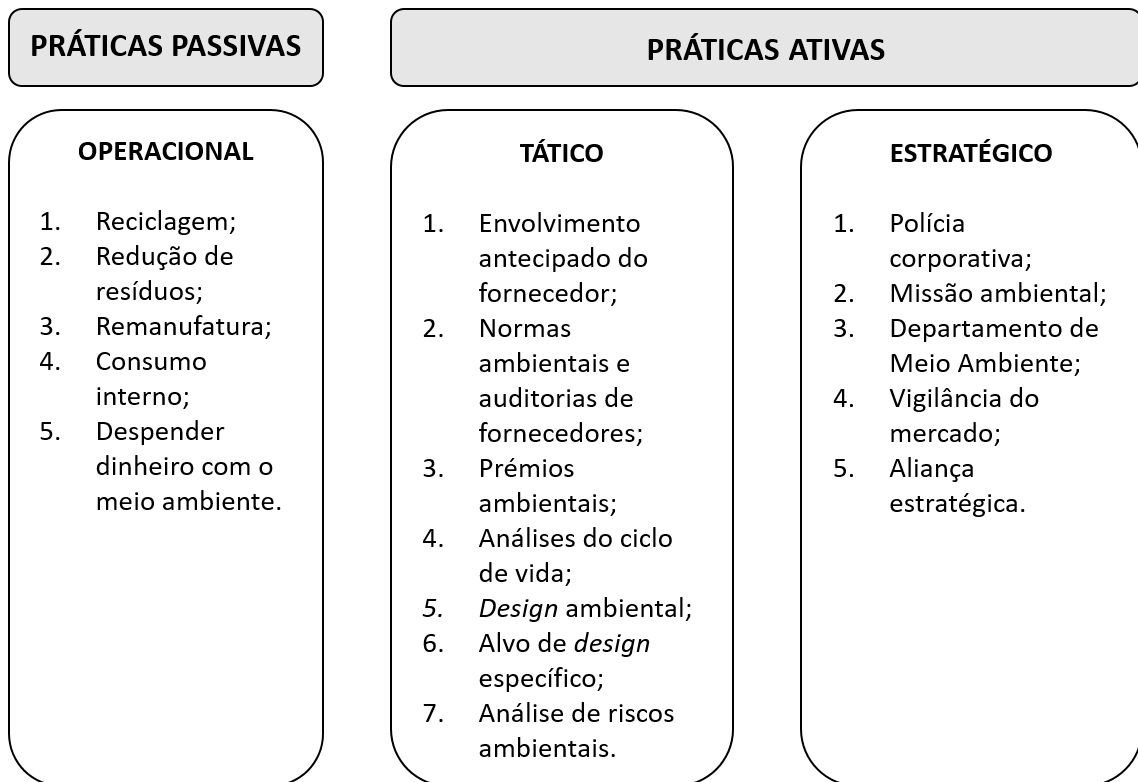 PRÁTICAS PASSIVAS
PRÁTICAS ATIVAS
OPERACIONAL
1. Reciclagem;
2. Redução de
resíduos;
3. Remanufatura;
4. Consumo
interno;
5. Despender
dinheiro com o
meio ambiente.
TÁTICO
1. Envolvimento
antecipado do
fornecedor;
2. Normas
ambientais e
auditorias de
fornecedores;
3. Prémios
ambientais;
4. Análises do ciclo
de vida;
5. Design ambiental;
6. Alvo de design
específico;
7. Análise de riscos
ambientais.
ESTRATÉGICO
1. Polícia
corporativa;
2. Missão ambiental;
3. Departamento de
Meio Ambiente;
4. Vigilância do
mercado;
5. Aliança
estratégica.